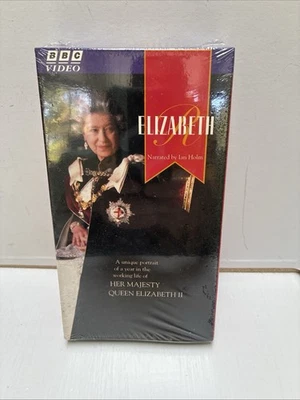 BBC
VIDEO
ELIZABETH
R
Narrated by Ian Holm
A unique portrait
of a year in the
working life of
HER MAJESTY
QUEEN ELIZABETH II